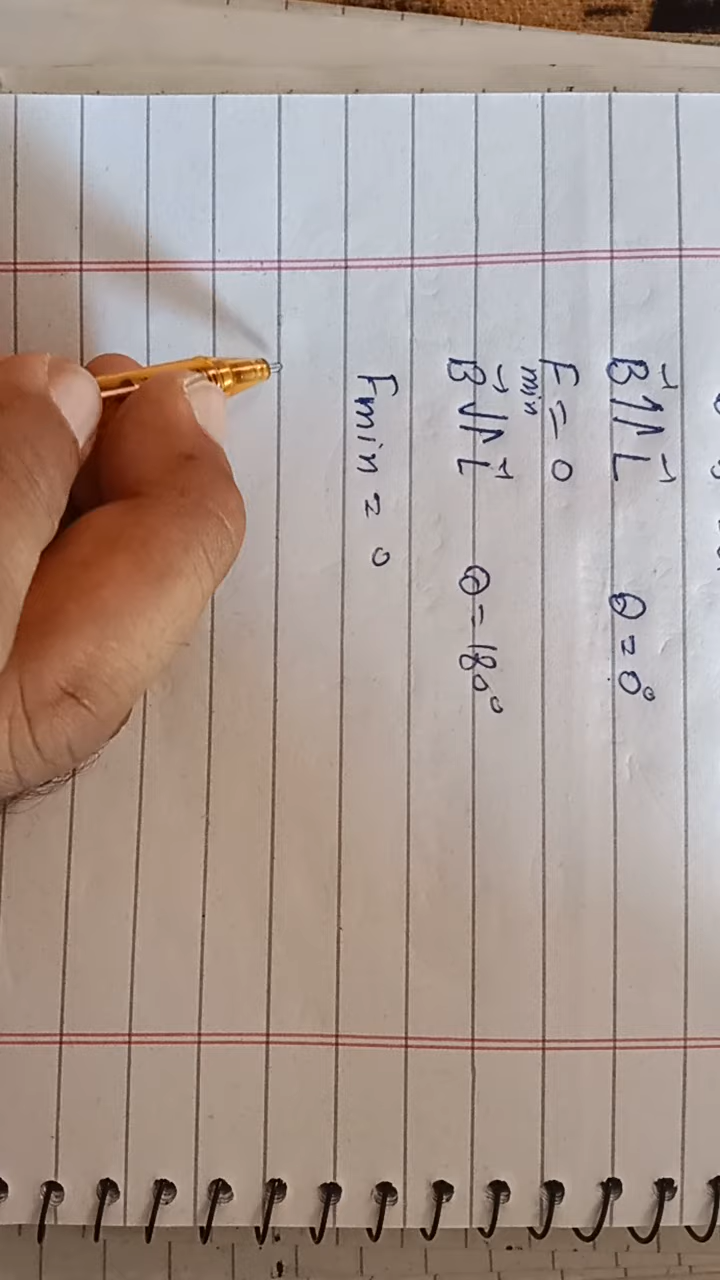 B⃗ ↑↑ L⃗ θ = 0°
F = 0
min
B⃗ ↓↑ L⃗ θ = 180°
Fmin = 0